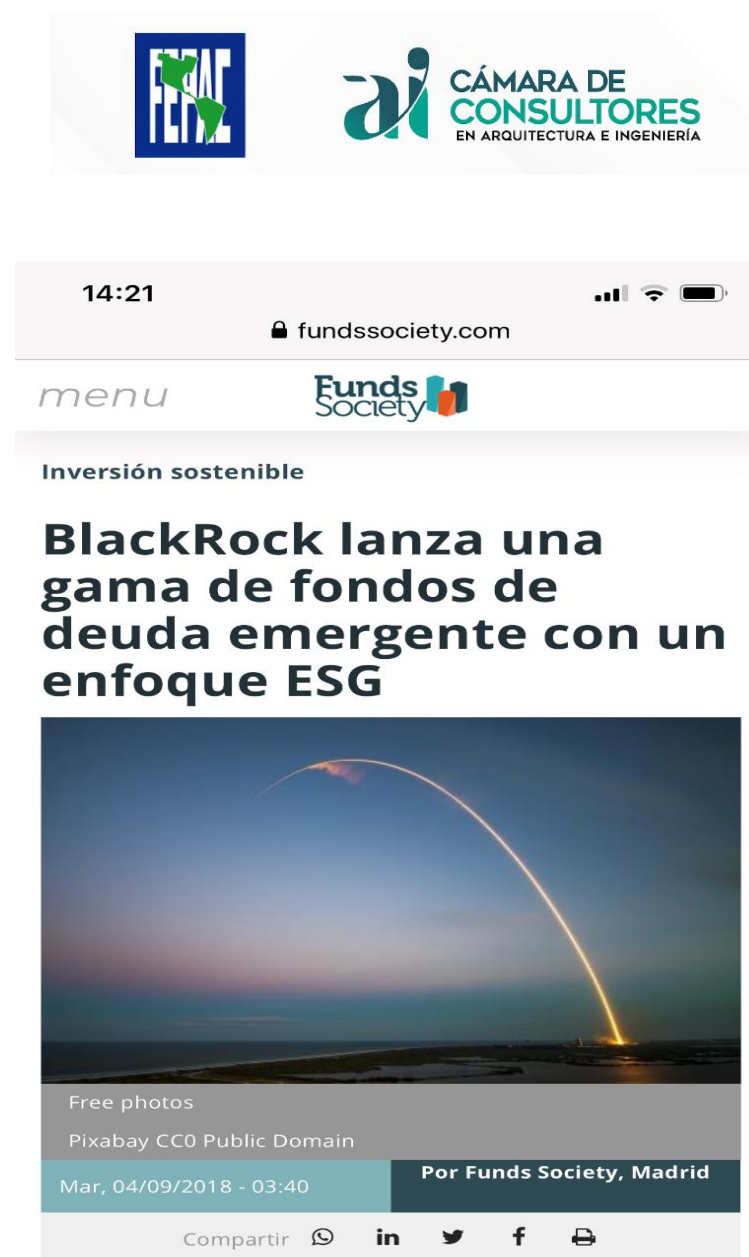 FEPAC
ai CÁMARA DE
CONSULTORES
EN ARQUITECTURA E INGENIERÍA
14:21
fundssociety.com
menu
Funds
Society
Inversión sostenible
BlackRock lanza una
gama de fondos de
deuda emergente con un
enfoque ESG
Free photos
Pixabay CC0 Public Domain
Mar, 04/09/2018 - 03:40
Por Funds Society, Madrid
Compartir in f